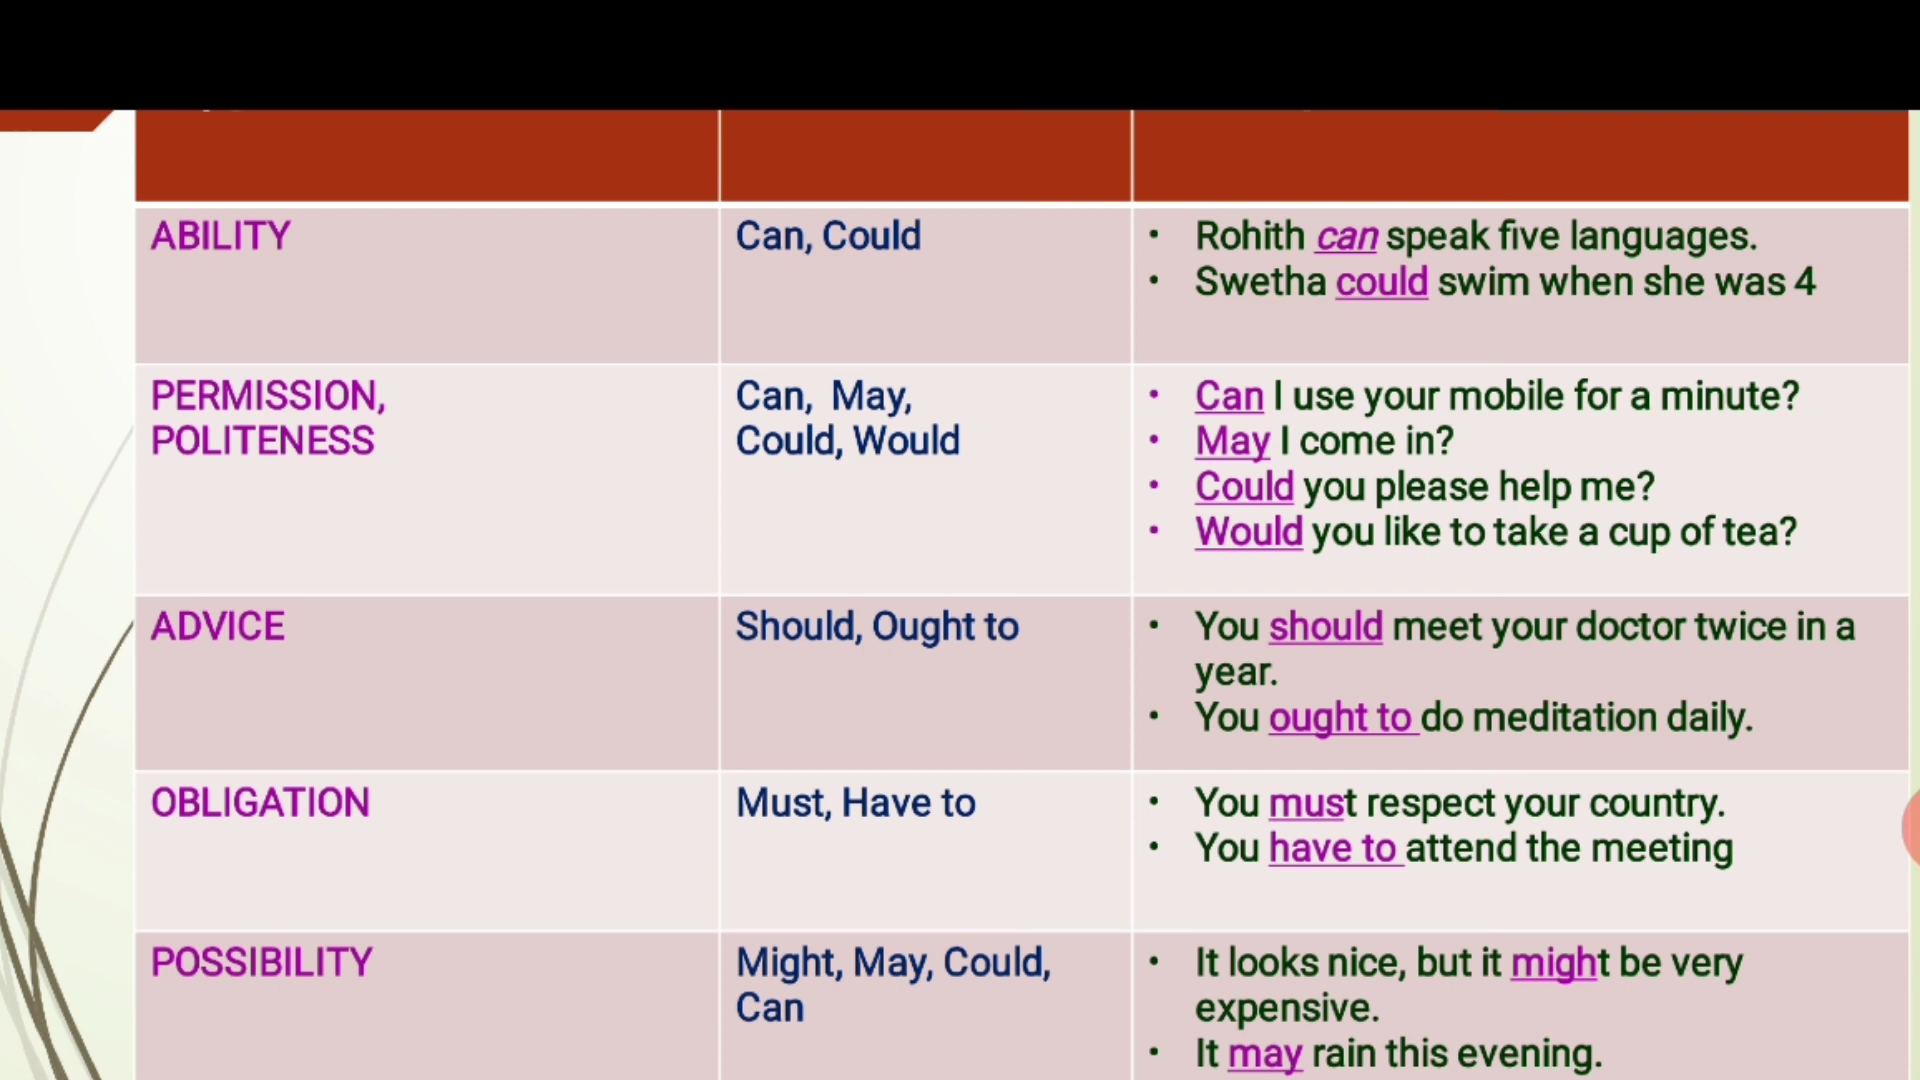 ABILITY
Can, Could
• Rohith can speak five languages.
• Swetha could swim when she was 4
PERMISSION,
POLITENESS
Can, May,
Could, Would
• Can I use your mobile for a minute?
• May I come in?
• Could you please help me?
• Would you like to take a cup of tea?
ADVICE
Should, Ought to
• You should meet your doctor twice in a
year.
• You ought to do meditation daily.
OBLIGATION
Must, Have to
• You must respect your country.
• You have to attend the meeting
POSSIBILITY
Might, May, Could,
Can
• It looks nice, but it might be very
expensive.
• It may rain this evening.